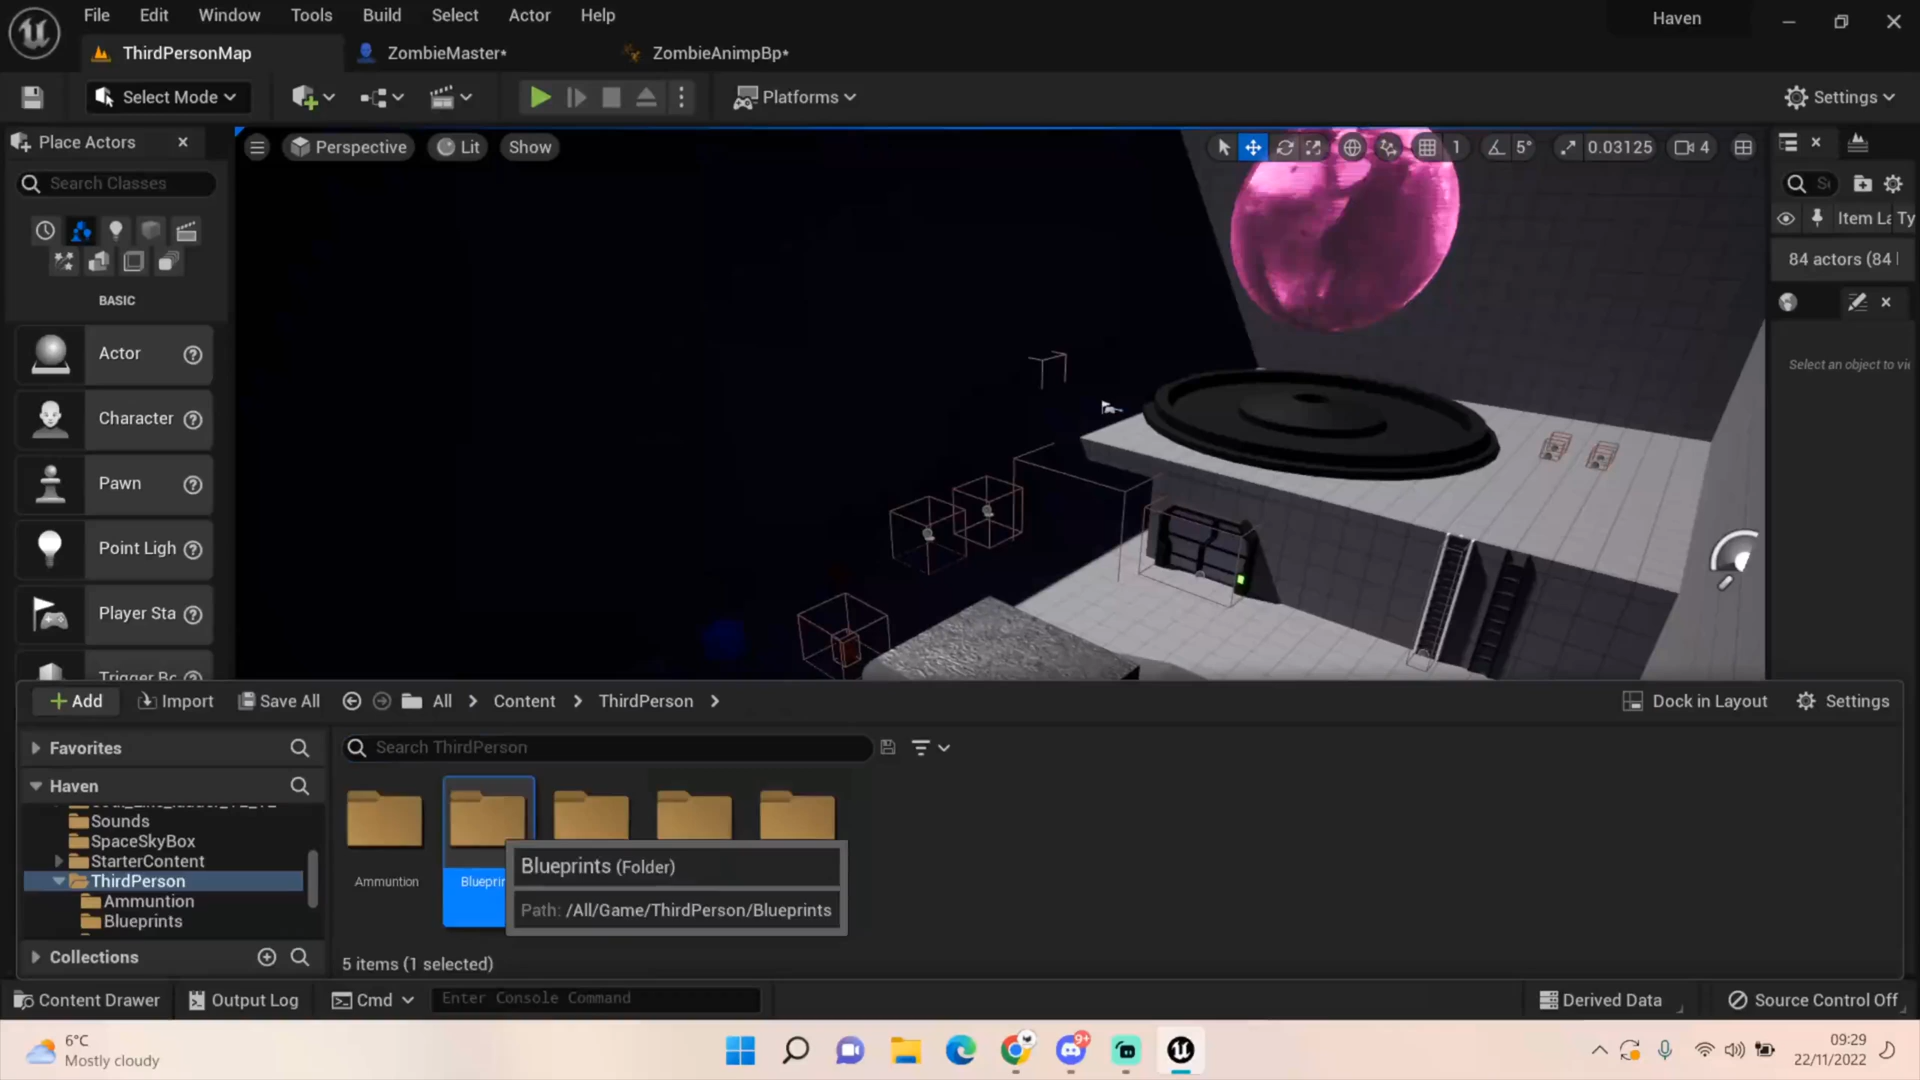 File Edit Window Tools Build Select Actor Help
Haven
ThirdPersonMap
ZombieMaster*
ZombieAnimpBp*
Select Mode
Platforms
Settings
Place Actors
Search Classes
BASIC
Actor
Character
Pawn
Point Ligh
Player Sta
Perspective
Lit
Show
1
5°
0.03125
4
Item La
Ty
84 actors (84
Select an object to vi
Add
Import
Save All
All
Content
ThirdPerson
Dock in Layout
Settings
Favorites
Haven
Sounds
SpaceSkyBox
StarterContent
ThirdPerson
Ammuntion
Blueprints
Collections
Search ThirdPerson
Ammuntion
Blueprin
Blueprints (Folder)
Path: /All/Game/ThirdPerson/Blueprints
5 items (1 selected)
Content Drawer
Output Log
Cmd
Enter Console Command
Derived Data
Source Control Off
6°C
Mostly cloudy
9+
09:29
22/11/2022